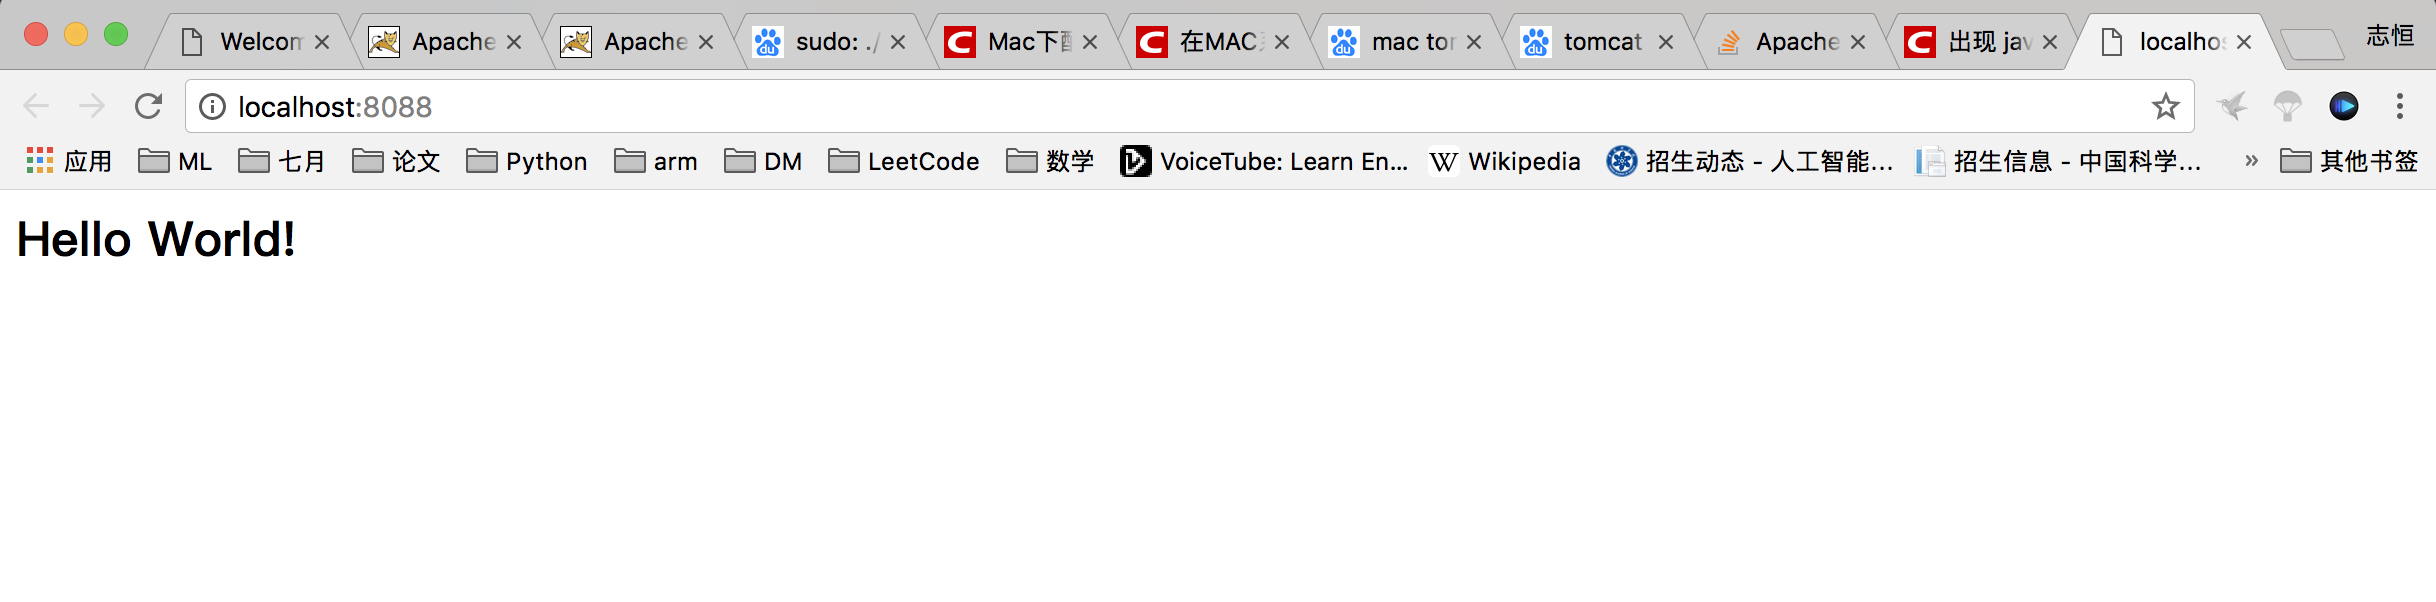 Welcom Apache Apache sudo: ./ Mac下 在MAC mac tor tomcat Apache 出现 jav localhos 志恒
localhost:8088
应用 ML 七月 论文 Python arm DM LeetCode 数学 VoiceTube: Learn En... W Wikipedia 招生动态 - 人工智能... 招生信息 - 中国科学... » 其他书签
Hello World!